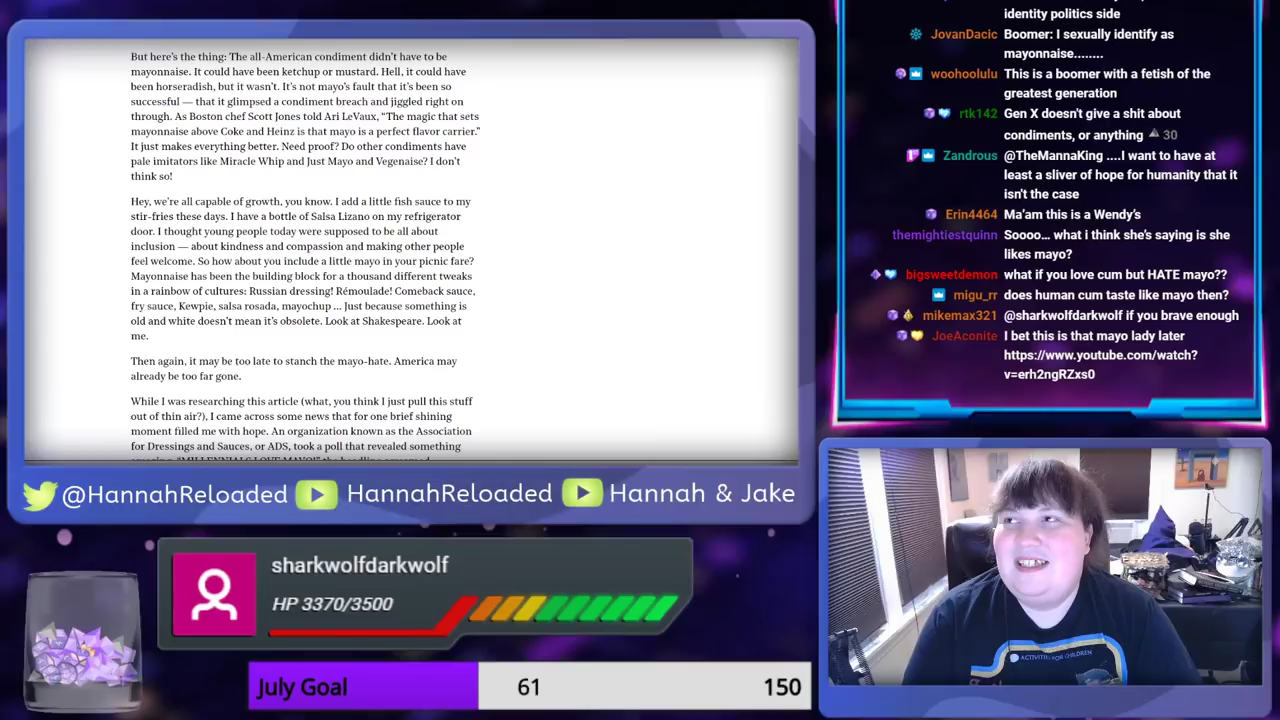 But here's the thing: The all-American condiment didn't have to be
mayonnaise. It could have been ketchup or mustard. Hell, it could have
been horseradish, but it wasn't. It's not mayo's fault that it's been so
successful — that it glimpsed a condiment breach and jiggled right on
through. As Boston chef Scott Jones told Ari LeVaux, “The magic that sets
mayonnaise above Coke and Heinz is that mayo is a perfect flavor carrier.”
It just makes everything better. Need proof? Do other condiments have
pale imitators like Miracle Whip and Just Mayo and Vegenaise? I don't
think so!
Hey, we're all capable of growth, you know. I add a little fish sauce to my
stir-fries these days. I have a bottle of Salsa Lizano on my refrigerator
door. I thought young people today were supposed to be all about
inclusion — about kindness and compassion and making other people
feel welcome. So how about you include a little mayo in your picnic fare?
Mayonnaise has been the building block for a thousand different tweaks
in a rainbow of cultures: Russian dressing! Rémoulade! Comeback sauce,
fry sauce, Kewpie, salsa rosada, mayochup ... Just because something is
old and white doesn't mean it's obsolete. Look at Shakespeare. Look at
me.
Then again, it may be too late to stanch the mayo-hate. America may
already be too far gone.
While I was researching this article (what, you think I just pull this stuff
out of thin air?), I came across some news that for one brief shining
moment filled me with hope. An organization known as the Association
for Dressings and Sauces, or ADS, took a poll that revealed something
"MILLENNIALS LOVE MAYO!" the headline
identity politics side
JovanDacic Boomer: I sexually identify as
mayonnaise........
woohoolulu This is a boomer with a fetish of the
greatest generation
rtk142 Gen X doesn't give a shit about
condiments, or anything 30
Zandrous @TheMannaKing ....I want to have at
least a sliver of hope for humanity that it
isn't the case
Erin4464 Ma'am this is a Wendy's
themightiestquinn Soooo… what i think she's saying is she
likes mayo?
bigsweetdemon what if you love cum but HATE mayo??
migu_rr does human cum taste like mayo then?
mikemax321 @sharkwolfdarkwolf if you brave enough
JoeAconite I bet this is that mayo lady later
https://www.youtube.com/watch?
v=erh2ngRZxs0
@HannahReloaded HannahReloaded Hannah & Jake
sharkwolfdarkwolf
HP 3370/3500
July Goal 61 150
ACTIVITIES FOR CHILDREN